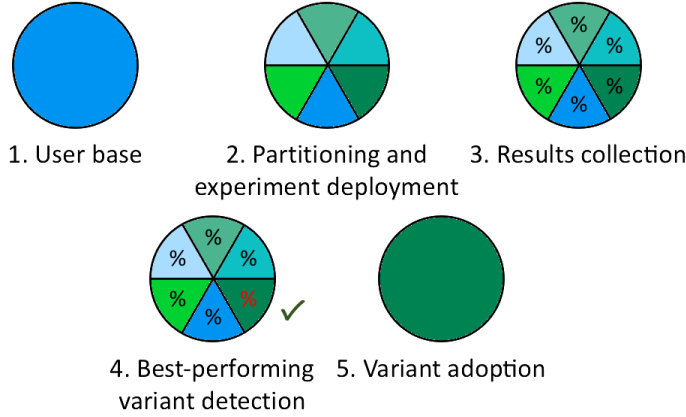 %
%
%
%
%
%
1. User base
2. Partitioning and
experiment deployment
3. Results collection
%
%
%
%
%
%
4. Best-performing
variant detection
5. Variant adoption